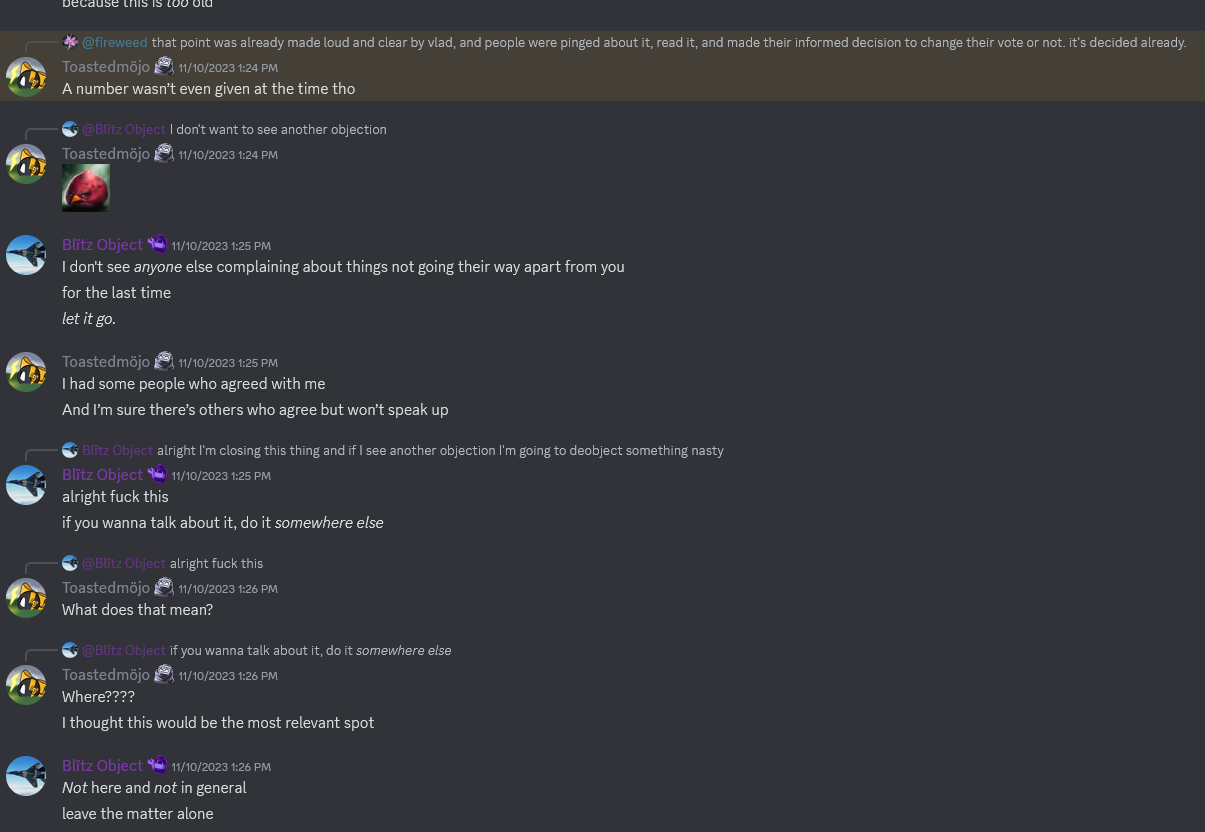 because this is too old
@fireweed that point was already made loud and clear by vlad, and people were pinged about it, read it, and made their informed decision to change their vote or not. it's decided already.
Toastedmöjo 11/10/2023 1:24 PM
A number wasn't even given at the time tho
@Blïtz Object I don't want to see another objection
Toastedmöjo 11/10/2023 1:24 PM
Blïtz Object 11/10/2023 1:25 PM
I don't see anyone else complaining about things not going their way apart from you
for the last time
let it go.
Toastedmöjo 11/10/2023 1:25 PM
I had some people who agreed with me
And I'm sure there's others who agree but won't speak up
Blïtz Object alright I'm closing this thing and if I see another objection I'm going to deobject something nasty
Blïtz Object 11/10/2023 1:25 PM
alright fuck this
if you wanna talk about it, do it somewhere else
@Blïtz Object alright fuck this
Toastedmöjo 11/10/2023 1:26 PM
What does that mean?
@Blïtz Object if you wanna talk about it, do it somewhere else
Toastedmöjo 11/10/2023 1:26 PM
Where????
I thought this would be the most relevant spot
Blïtz Object 11/10/2023 1:26 PM
Not here and not in general
leave the matter alone